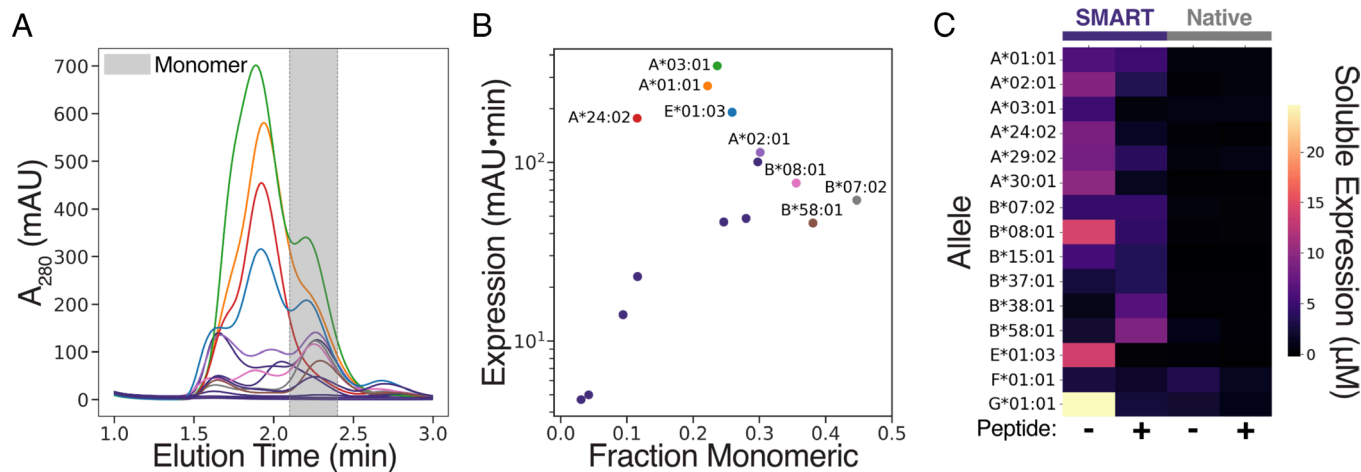 A
Monomer
700
600
500
400
300
200
100
0
A280 (mAU)
1.0 1.5 2.0 2.5 3.0
Elution Time (min)
B
A*03:01
A*01:01
A*24:02
E*01:03
A*02:01
B*08:01
B*07:02
B*58:01
10²
10¹
Expression (mAU•min)
0.0 0.1 0.2 0.3 0.4 0.5
Fraction Monomeric
C
SMART Native
A*01:01
A*02:01
A*03:01
A*24:02
A*29:02
A*30:01
B*07:02
B*08:01
B*15:01
B*37:01
B*38:01
B*58:01
E*01:03
F*01:01
G*01:01
Allele
Peptide: - + - +
20
15
10
5
0
Soluble Expression (μM)